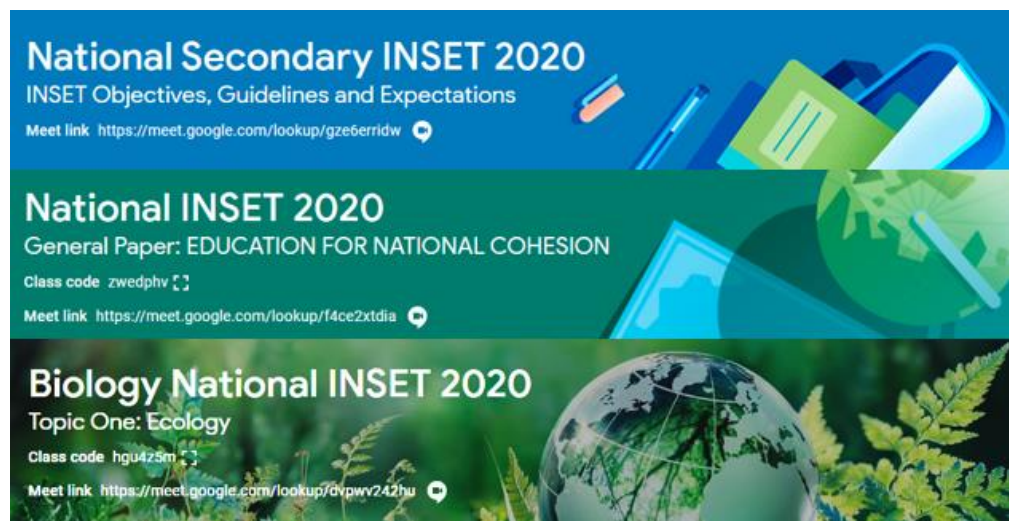 National Secondary INSET 2020
INSET Objectives, Guidelines and Expectations
Meet link https://meet.google.com/lookup/gze6erridw
National INSET 2020
General Paper: EDUCATION FOR NATIONAL COHESION
Class code zwedphv
Meet link https://meet.google.com/lookup/f4ce2xtdia
Biology National INSET 2020
Topic One: Ecology
Class code hgu4z5m
Meet link https://meet.google.com/lookup/dvpwv242hu